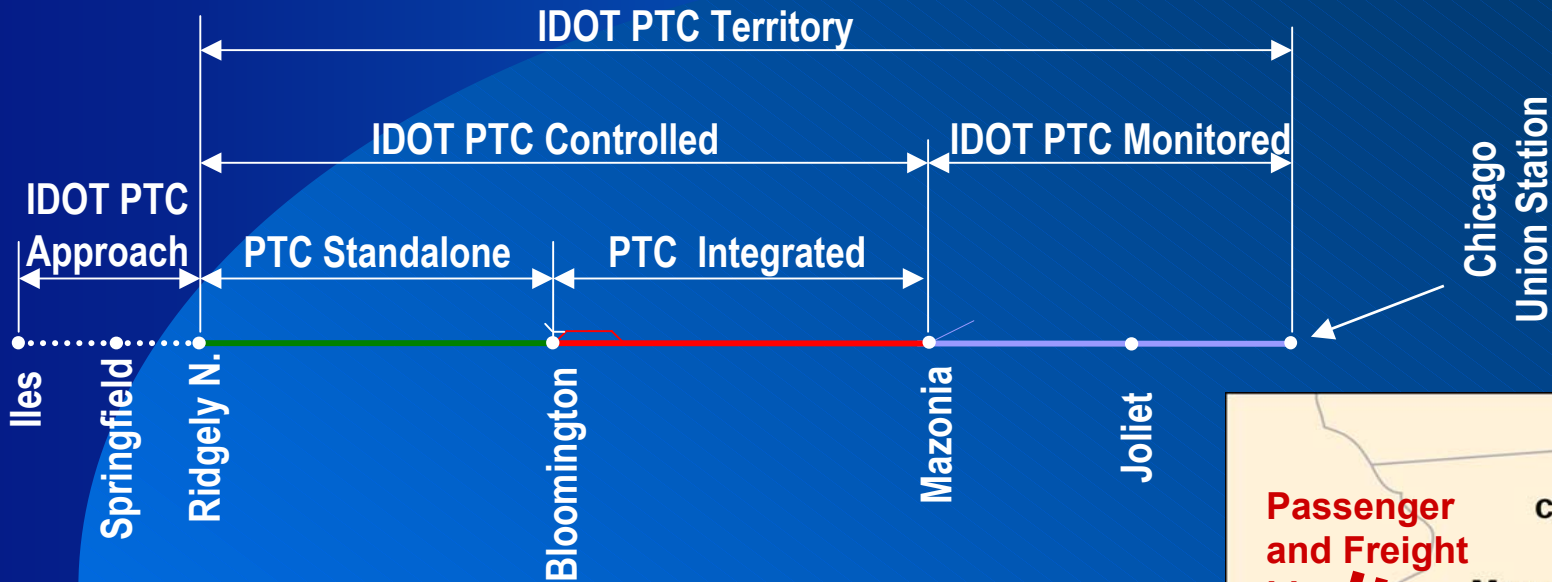 IDOT PTC Territory
IDOT PTC Controlled
IDOT PTC Monitored
IDOT PTC
Approach
PTC Standalone
PTC Integrated
Chicago
Union Station
Iles
Springfield
Ridgely N.
Bloomington
Mazonia
Joliet
Passenger
and Freight